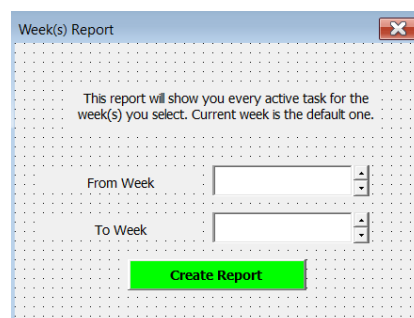 Week(s) Report
This report will show you every active task for the
week(s) you select. Current week is the default one.
From Week
To Week
Create Report